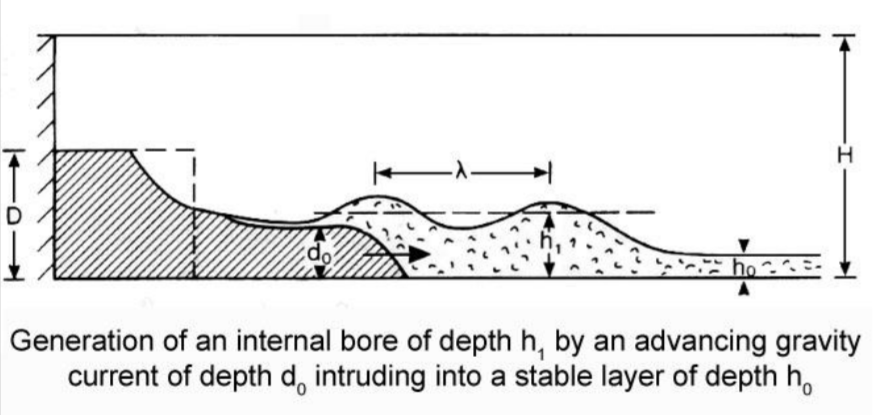 λ
H
D
h₁
d₀
h₀
Generation of an internal bore of depth h₁ by an advancing gravity
current of depth d₀ intruding into a stable layer of depth h₀